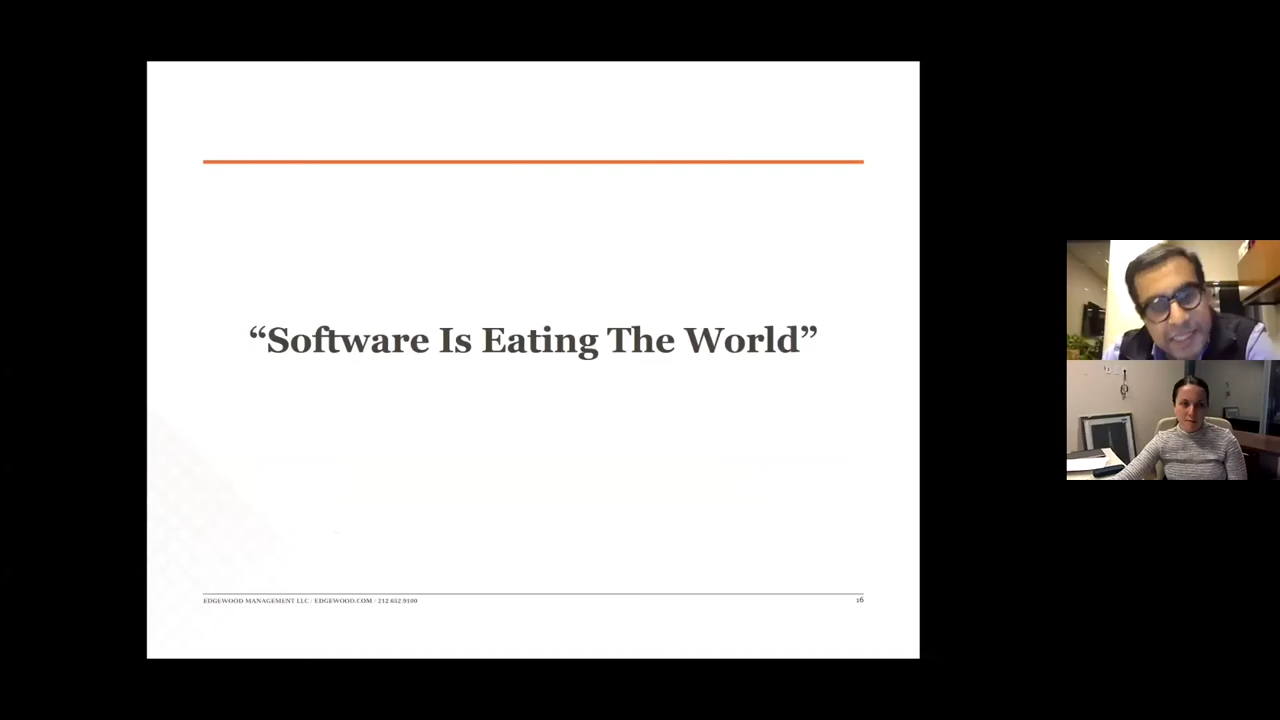 “Software Is Eating The World”
EDGEWOOD MANAGEMENT LLC / EDGEWOOD.COM / 212.652.9100
16